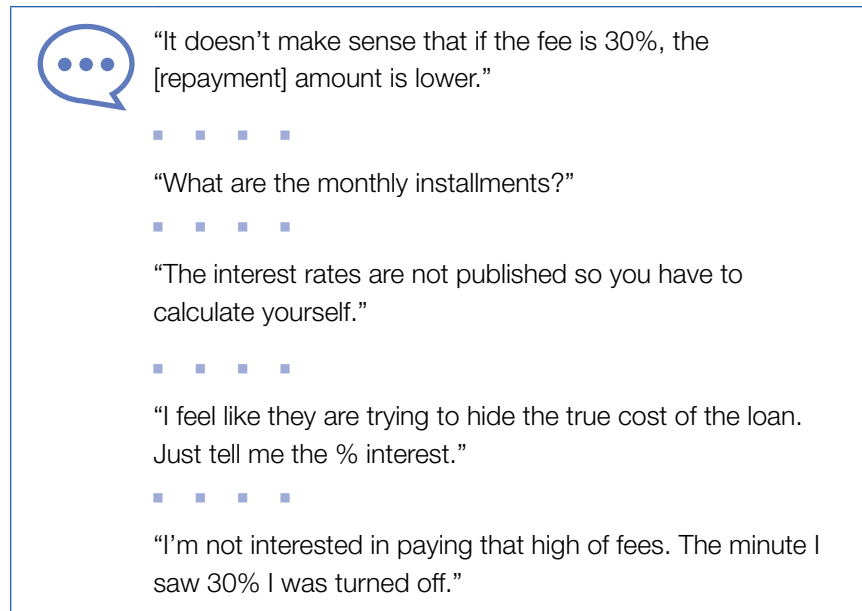 “It doesn’t make sense that if the fee is 30%, the
[repayment] amount is lower.”
“What are the monthly installments?”
“The interest rates are not published so you have to
calculate yourself.”
“I feel like they are trying to hide the true cost of the loan.
Just tell me the % interest.”
“I’m not interested in paying that high of fees. The minute I
saw 30% I was turned off.”